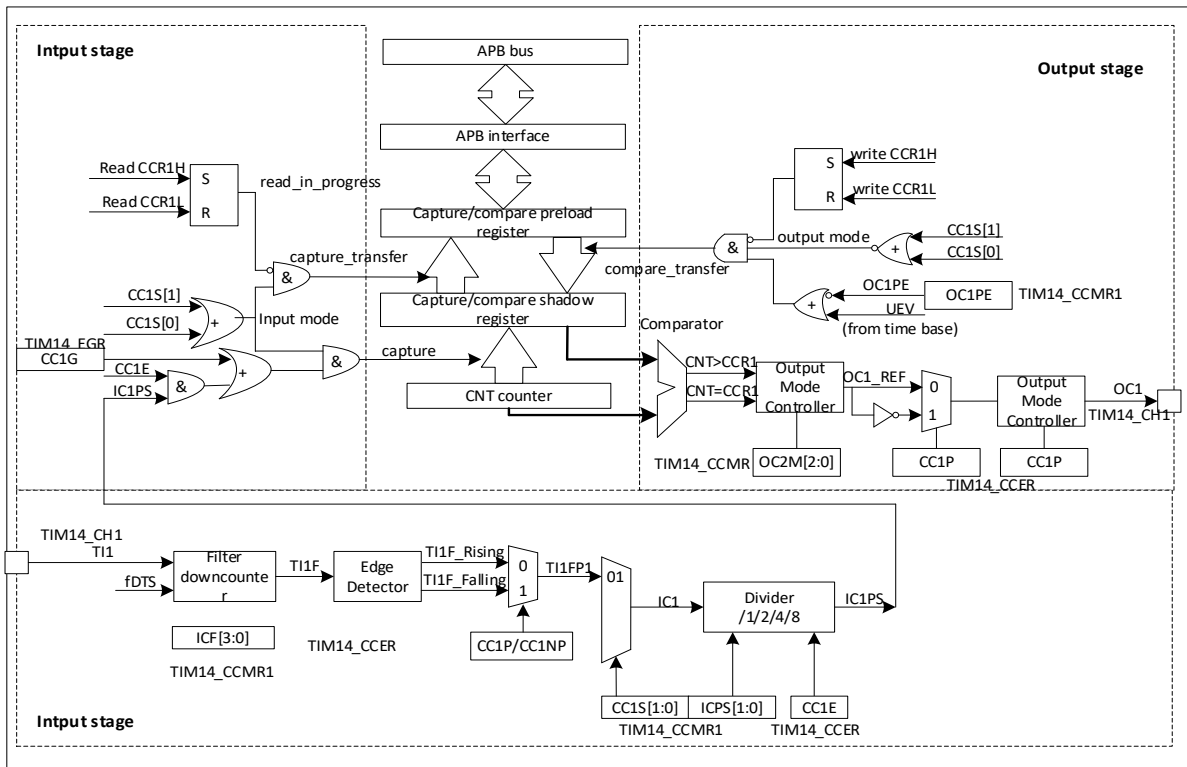 Intput stage
APB bus
Output stage
APB interface
Read CCR1H
S
read_in_progress
Read CCR1L
R
S
write CCR1H
R
write CCR1L
Capture/compare preload
register
capture_transfer
&
&
output mode
+
CC1S[1]
CC1S[0]
compare_transfer
CC1S[1]
CC1S[0]
+
Input mode
Capture/compare shadow
register
+
OC1PE
OC1PE
TIM14_CCMR1
UEV
(from time base)
Comparator
TIM14_EGR
CC1G
CC1E
IC1PS
&
+
&
capture
CNT counter
CNT>CCR1
CNT=CCR1
Output
Mode
Controller
OC1_REF
0
1
Output
Mode
Controller
OC1
TIM14_CH1
TIM14_CCMR
OC2M[2:0]
CC1P
CC1P
TIM14_CCER
TIM14_CH1
TI1
fDTS
Filter
downcounte
r
TI1F
Edge
Detector
TI1F_Rising
TI1F_Falling
0
1
TI1FP1
01
IC1
Divider
/1/2/4/8
IC1PS
ICF[3:0]
TIM14_CCMR1
TIM14_CCER
CC1P/CC1NP
CC1S[1:0]
ICPS[1:0]
CC1E
TIM14_CCMR1
TIM14_CCER
Intput stage